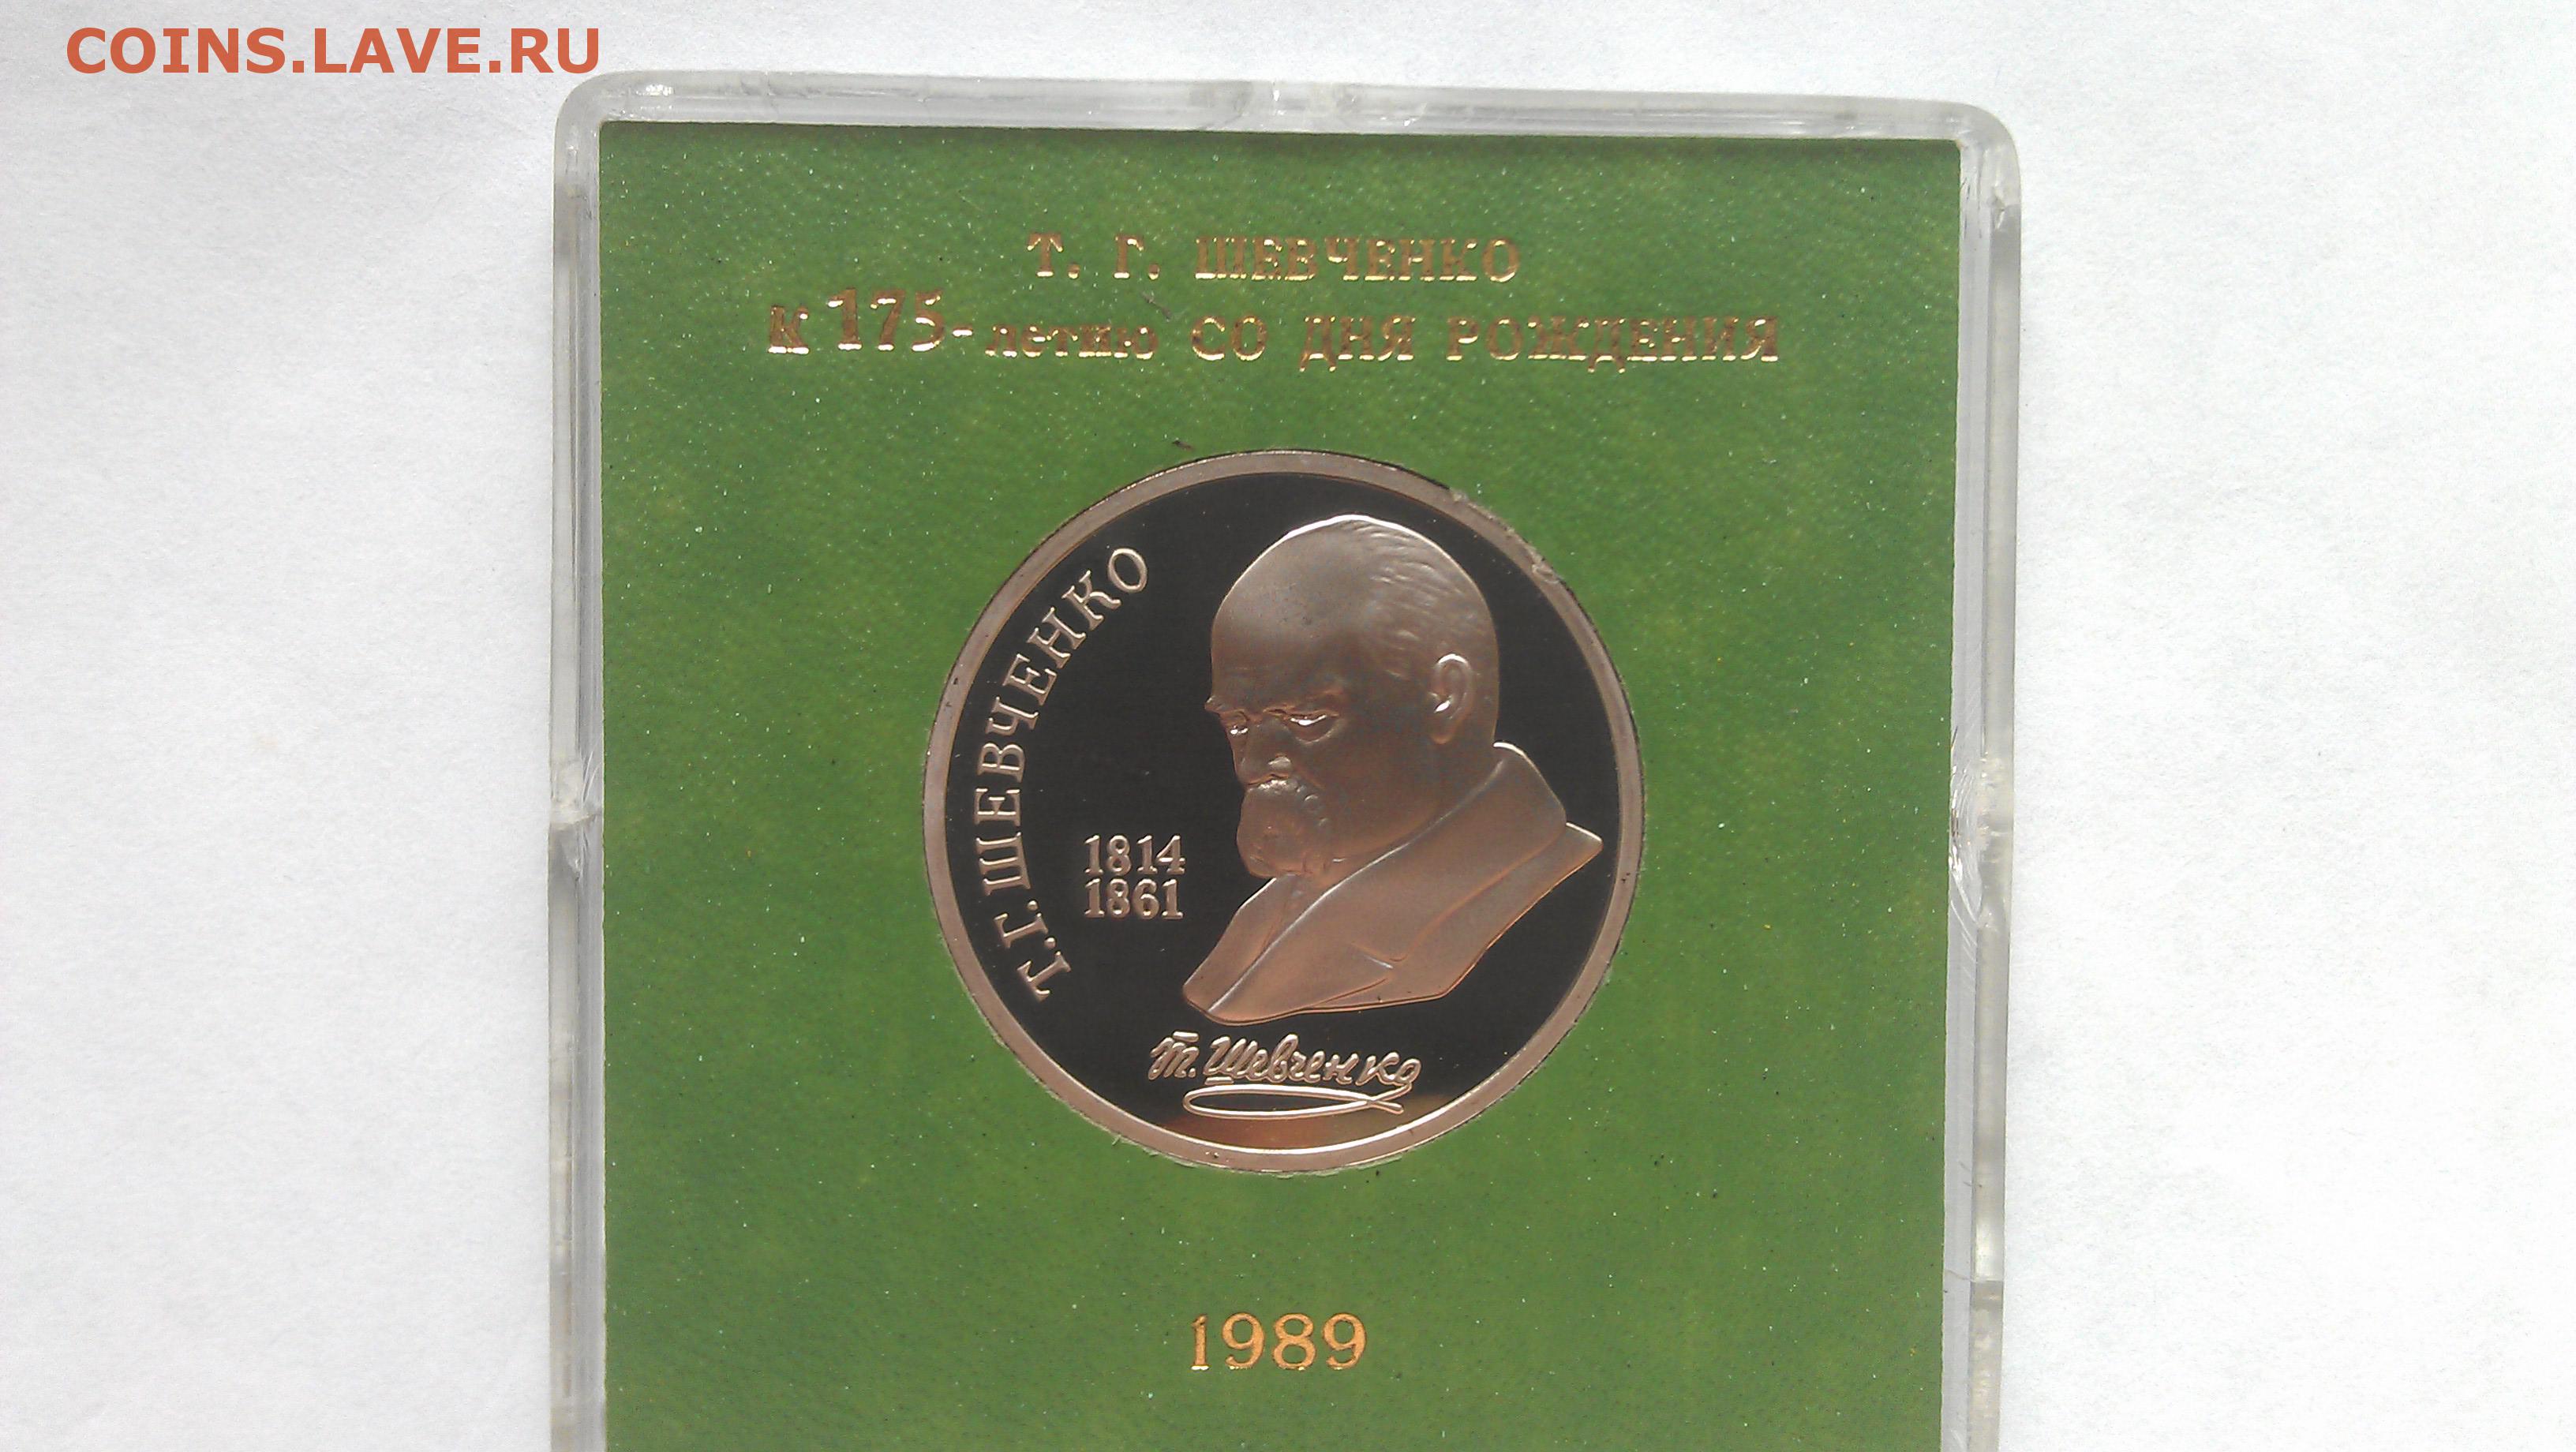 COINS.LAVE.RU
Т. Г. ШЕВЧЕНКО
К 175-летию СО ДНЯ РОЖДЕНИЯ
Т.Г.ШЕВЧЕНКО
1814
1861
Т. Шевченко
1989